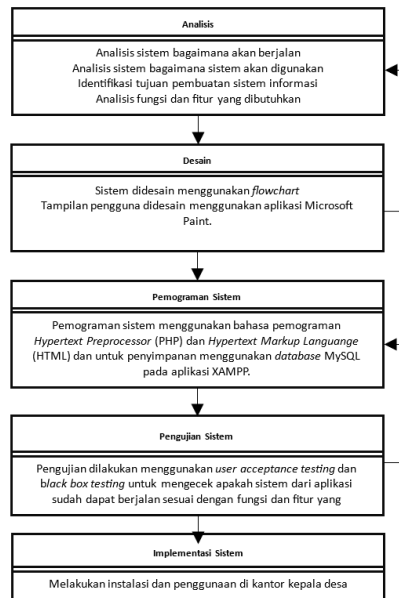 Analisis
Analisis sistem bagaimana akan berjalan
Analisis sistem bagaimana sistem akan digunakan
Identifikasi tujuan pembuatan sistem informasi
Analisis fungsi dan fitur yang dibutuhkan
Desain
Sistem didesain menggunakan flowchart
Tampilan pengguna didesain menggunakan aplikasi Microsoft
Paint.
Pemograman Sistem
Pemograman sistem menggunakan bahasa pemograman
Hypertext Preprocessor (PHP) dan Hypertext Markup Languange
(HTML) dan untuk penyimpanan menggunakan database MySQL
pada aplikasi XAMPP.
Pengujian Sistem
Pengujian dilakukan menggunakan user acceptance testing dan
black box testing untuk mengecek apakah sistem dari aplikasi
sudah dapat berjalan sesuai dengan fungsi dan fitur yang
Implementasi Sistem
Melakukan instalasi dan penggunaan di kantor kepala desa